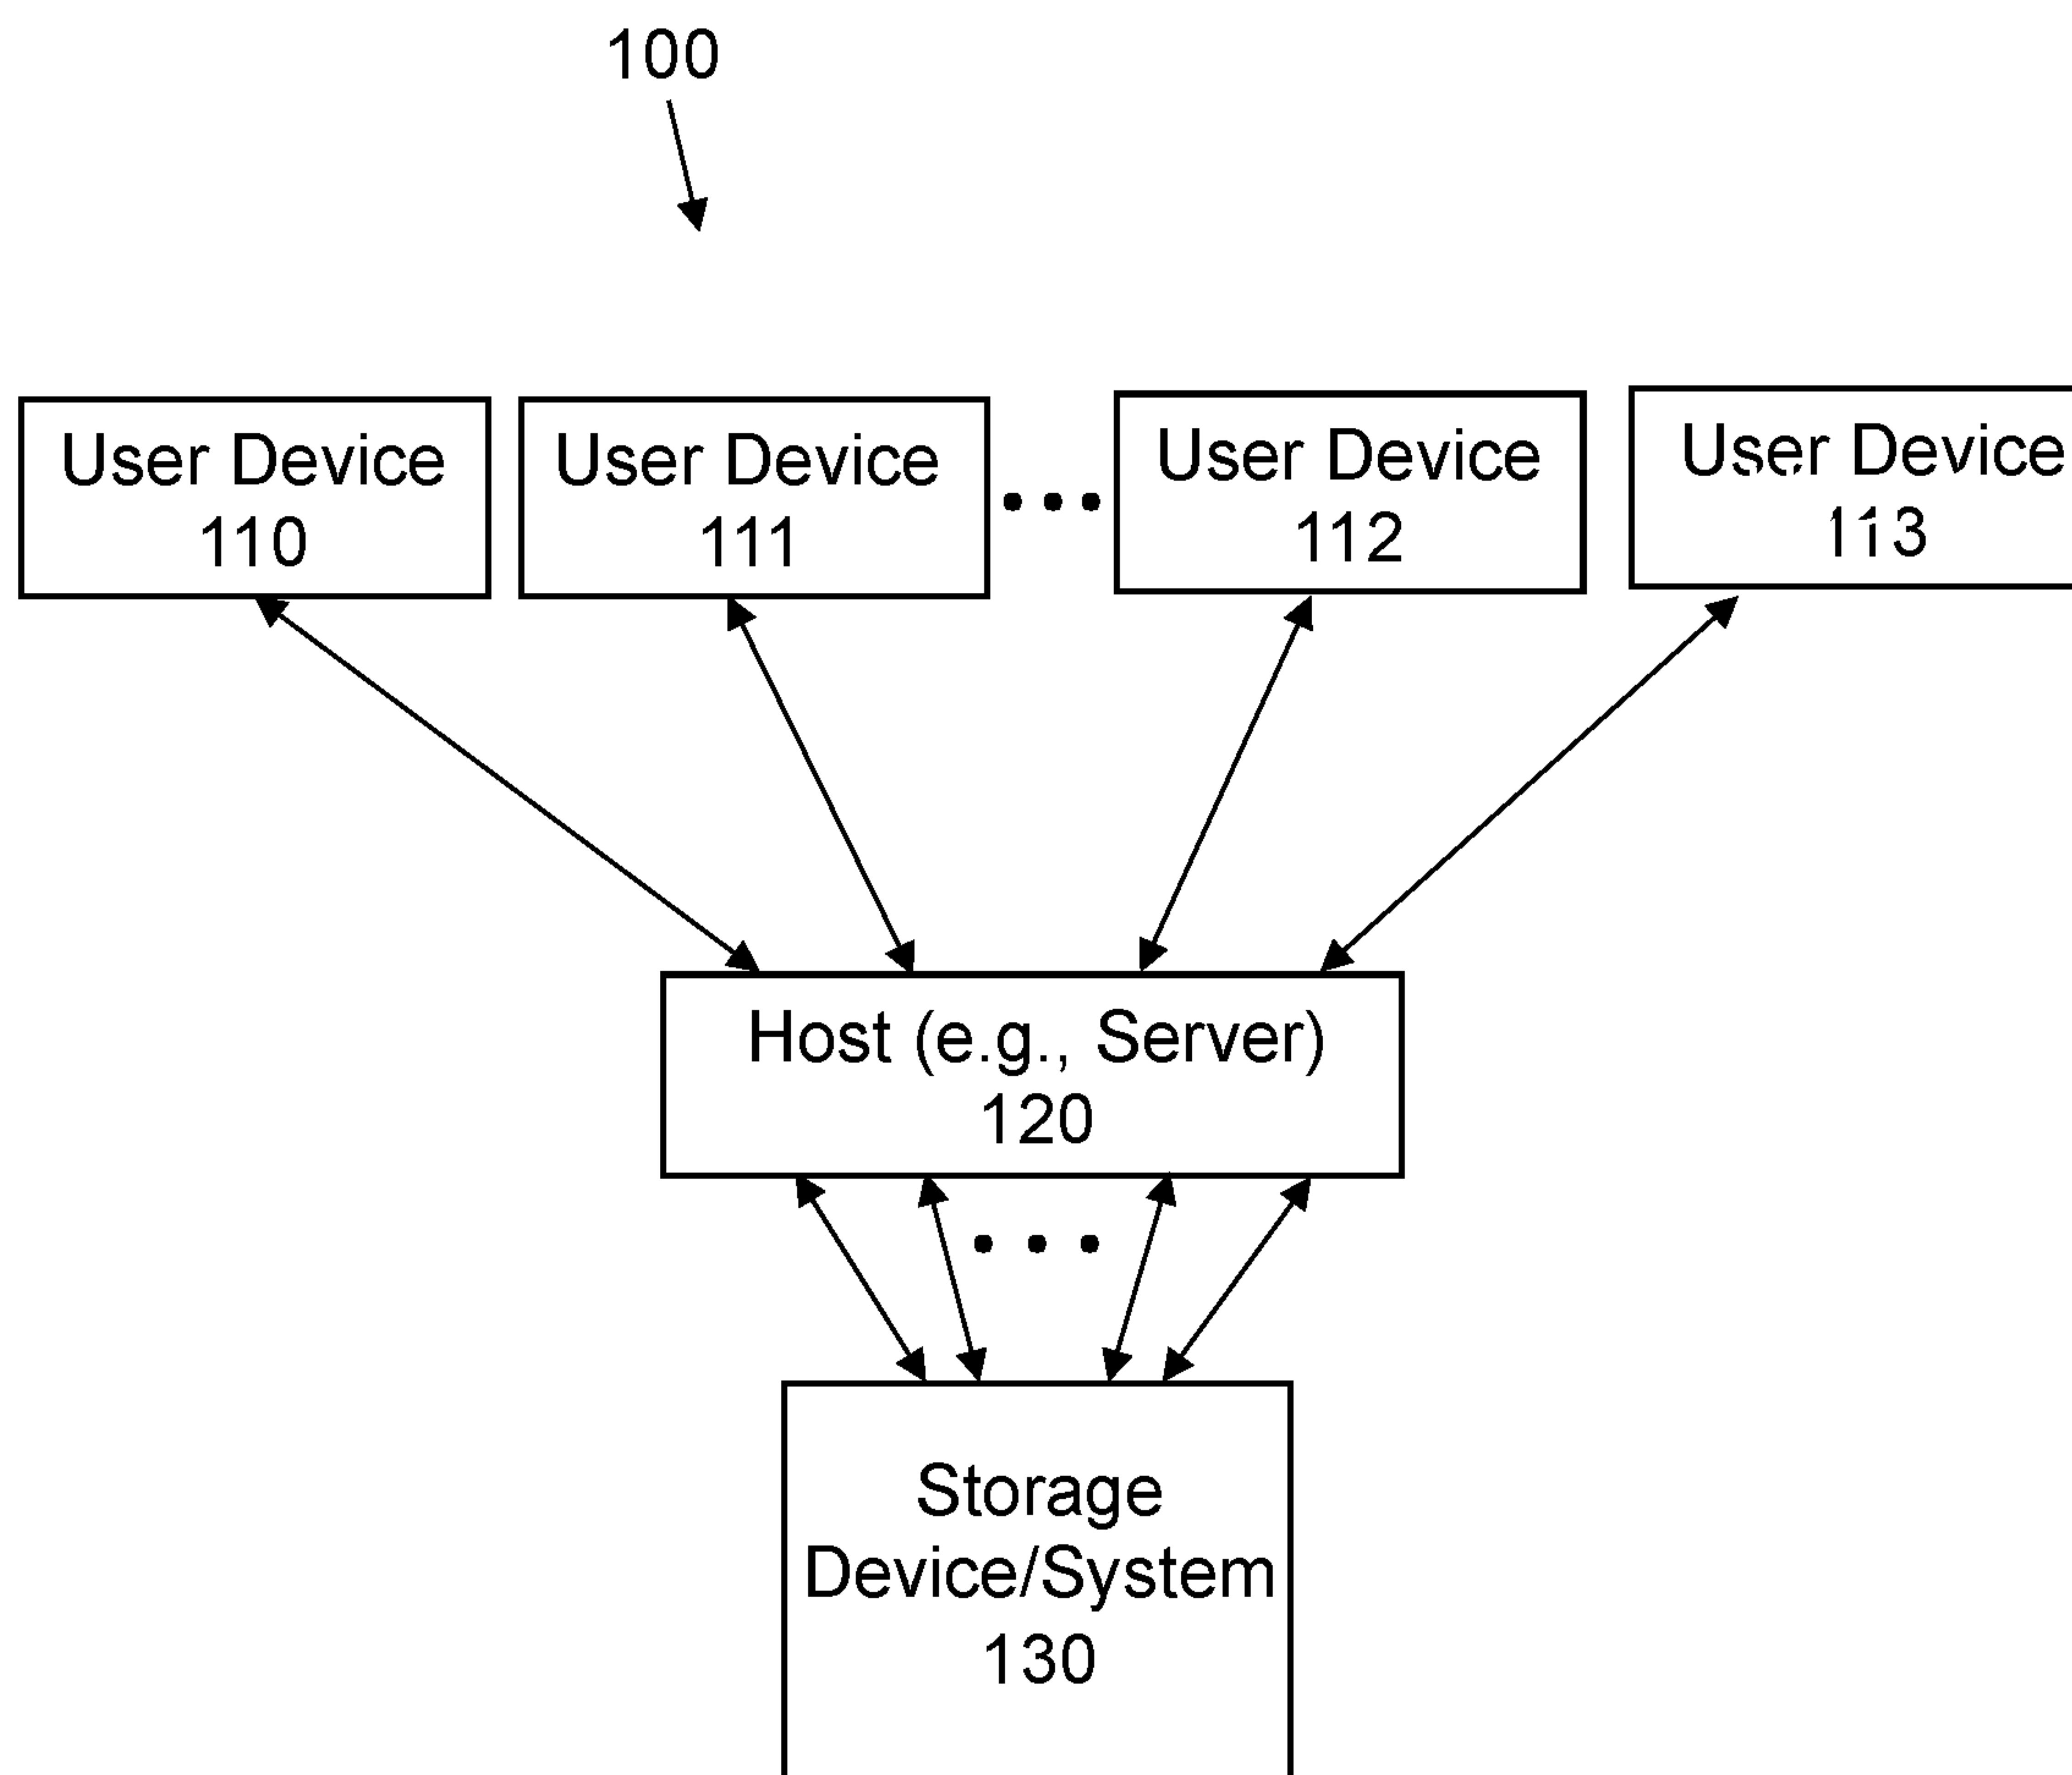 100
User Device
110
User Device
111
User Device
112
User Device
113
Host (e.g., Server)
120
Storage
Device/System
130